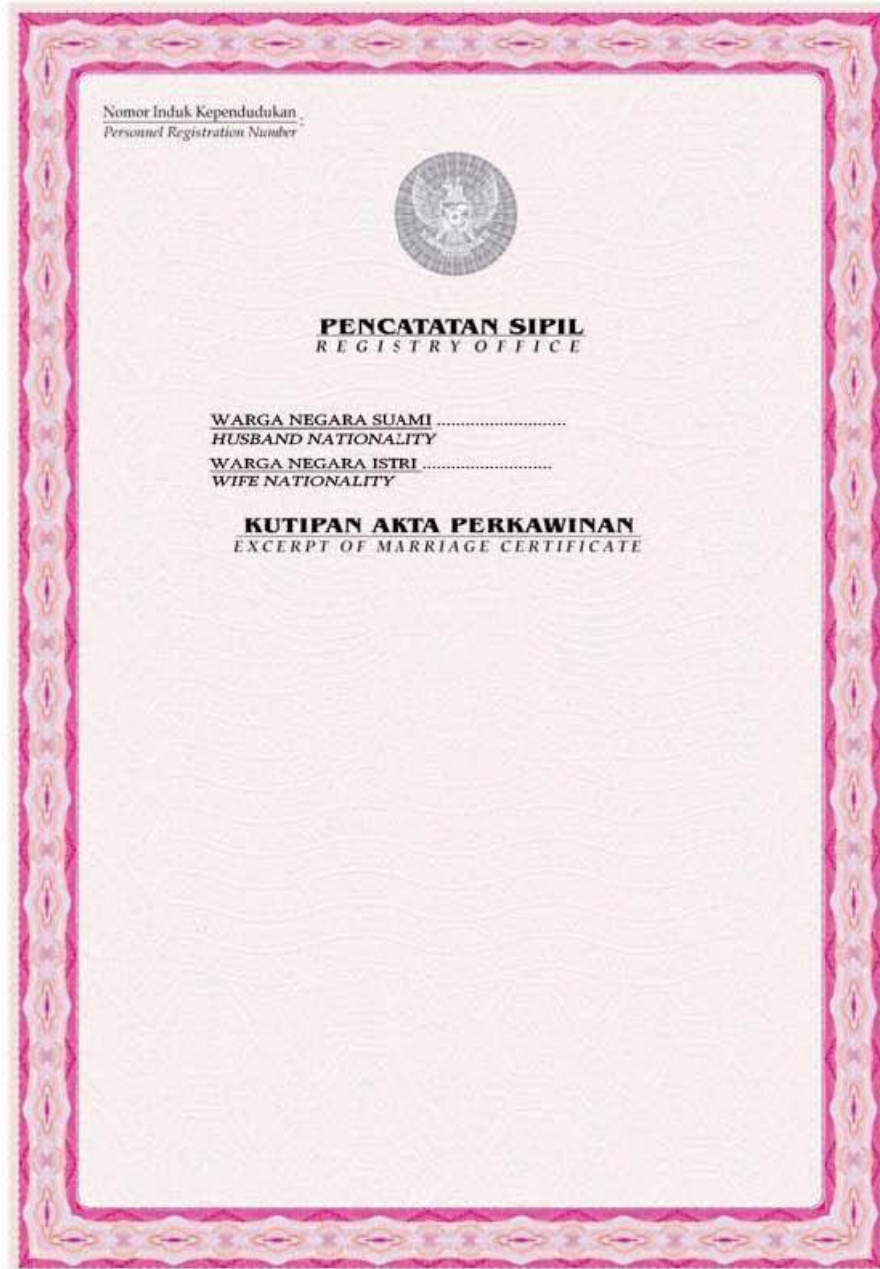 Nomor Induk Kependudukan :
Personnel Registration Number
PENCATATAN SIPIL
REGISTRY OFFICE
WARGA NEGARA SUAMI ..........................
HUSBAND NATIONALITY
WARGA NEGARA ISTRI ..........................
WIFE NATIONALITY
KUTIPAN AKTA PERKAWINAN
EXCERPT OF MARRIAGE CERTIFICATE